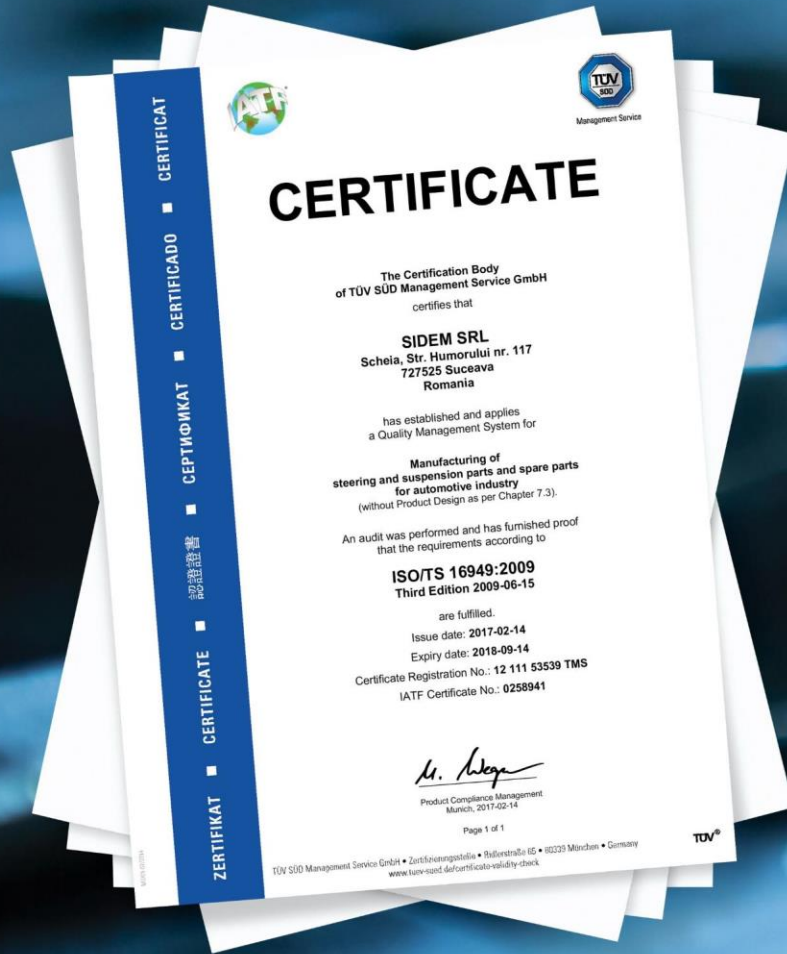 IATF®
TÜV
SÜD
Management Service
CERTIFICATE
The Certification Body
of TÜV SÜD Management Service GmbH
certifies that
SIDEM SRL
Scheia, Str. Humorului nr. 117
727525 Suceava
Romania
has established and applies
a Quality Management System for
Manufacturing of
steering and suspension parts and spare parts
for automotive industry
(without Product Design as per Chapter 7.3).
An audit was performed and has furnished proof
that the requirements according to
ISO/TS 16949:2009
Third Edition 2009-06-15
are fulfilled.
Issue date: 2017-02-14
Expiry date: 2018-09-14
Certificate Registration No.: 12 111 53539 TMS
IATF Certificate No.: 0258941
Product Compliance Management
Munich, 2017-02-14
Page 1 of 1
TÜV SÜD Management Service GmbH • Zertifizierungsstelle • Ridlerstraße 65 • 80339 München • Germany
www.tuev-sued.de/certificate-validity-check
TÜV®
ZERTIFIKAT ■ CERTIFICATE ■ 認證證書 ■ СЕРТИФИКАТ ■ CERTIFICADO ■ CERTIFICAT